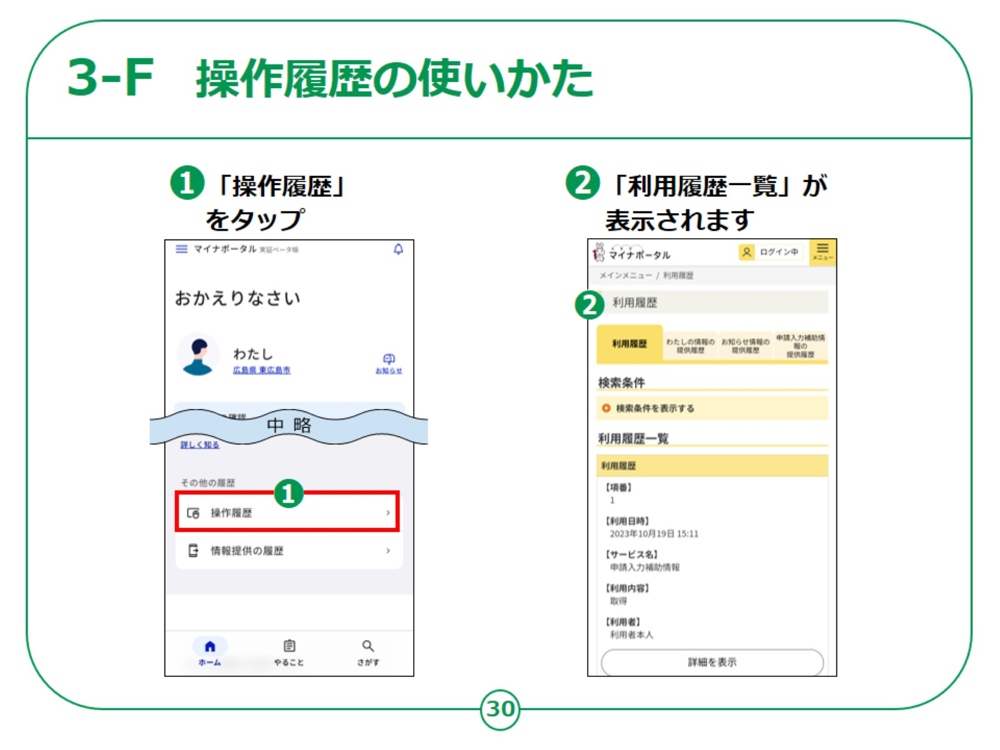 3-F 操作履歴の使いかた
1 「操作履歴」
をタップ
マイナポータル 実証ベータ版
おかえりなさい
わたし
広島県 東広島市
お知らせ
の確認
中 略
詳しく知る
その他の履歴
1
操作履歴
情報提供の履歴
ホーム
やること
さがす
2 「利用履歴一覧」が
表示されます
マイナポータル
ログイン中
メニュー
メインメニュー / 利用履歴
2 利用履歴
利用履歴
わたしの情報の
提供履歴
お知らせ情報の
提供履歴
申請入力補助情
報の
提供履歴
検索条件
検索条件を表示する
利用履歴一覧
利用履歴
【項番】
1
【利用日時】
2023年10月19日 15:11
【サービス名】
申請入力補助情報
【利用内容】
取得
【利用者】
利用者本人
詳細を表示
30